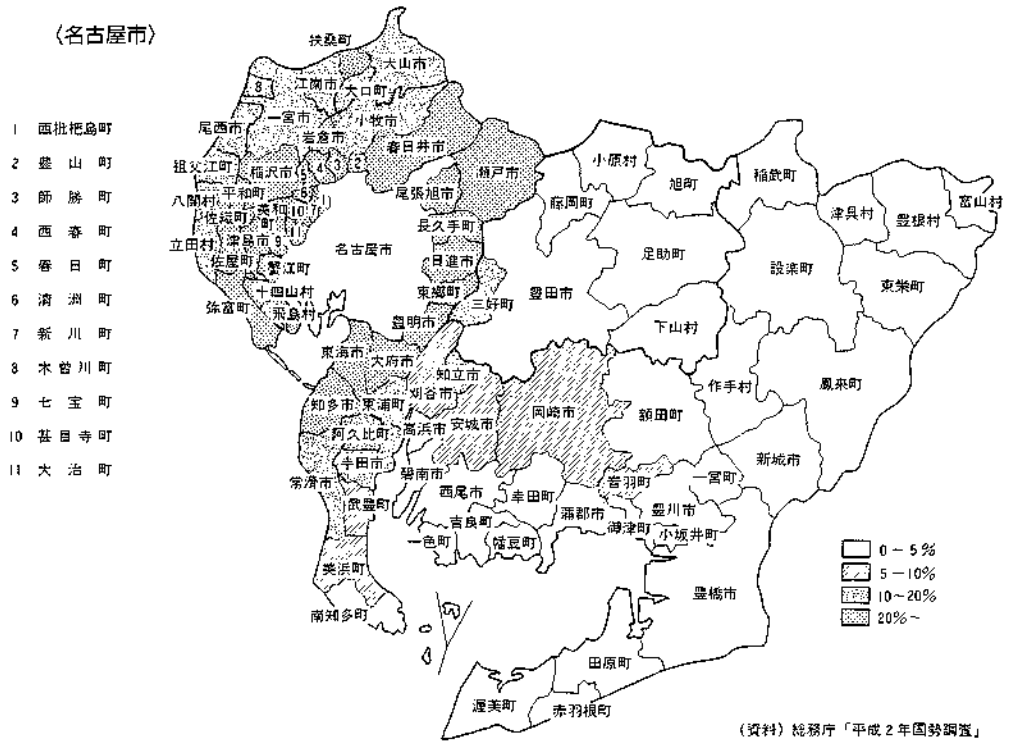 〈名古屋市〉
1 西批杷島町
2 豊山町
3 師勝町
4 西春町
5 春日町
6 清洲町
7 新川町
8 木曽川町
9 七宝町
10 甚目寺町
11 大治町
扶桑町
犬山市
8
江南市
大口町
尾西市
一宮市
小牧市
岩倉市
春日井市
祖父江町
稲沢市
5
4
3
2
瀬戸市
平和町
6
尾張旭市
八開村
佐織町
美和町
10
7
1
長久手町
立田村
津島市
9
11
名古屋市
日進市
佐屋町
蟹江町
十四山村
東郷町
三好町
弥富町
飛島村
豊明市
小原村
旭町
稲武町
藤岡町
津具村
豊根村
富山村
足助町
設楽町
東栄町
豊田市
下山村
東海市
大府市
知立市
作手村
鳳来町
知多市
東浦町
刈谷市
岡崎市
額田町
阿久比町
高浜市
安城市
半田市
碧南市
新城市
常滑市
武豊町
西尾市
幸田町
音羽町
一宮町
吉良町
蒲郡市
豊川市
一色町
幡豆町
御津町
小坂井町
美浜町
豊橋市
南知多町
田原町
渥美町
赤羽根町
0~5%
5~10%
10~20%
20%~
(資料) 総務庁「平成2年国勢調査」